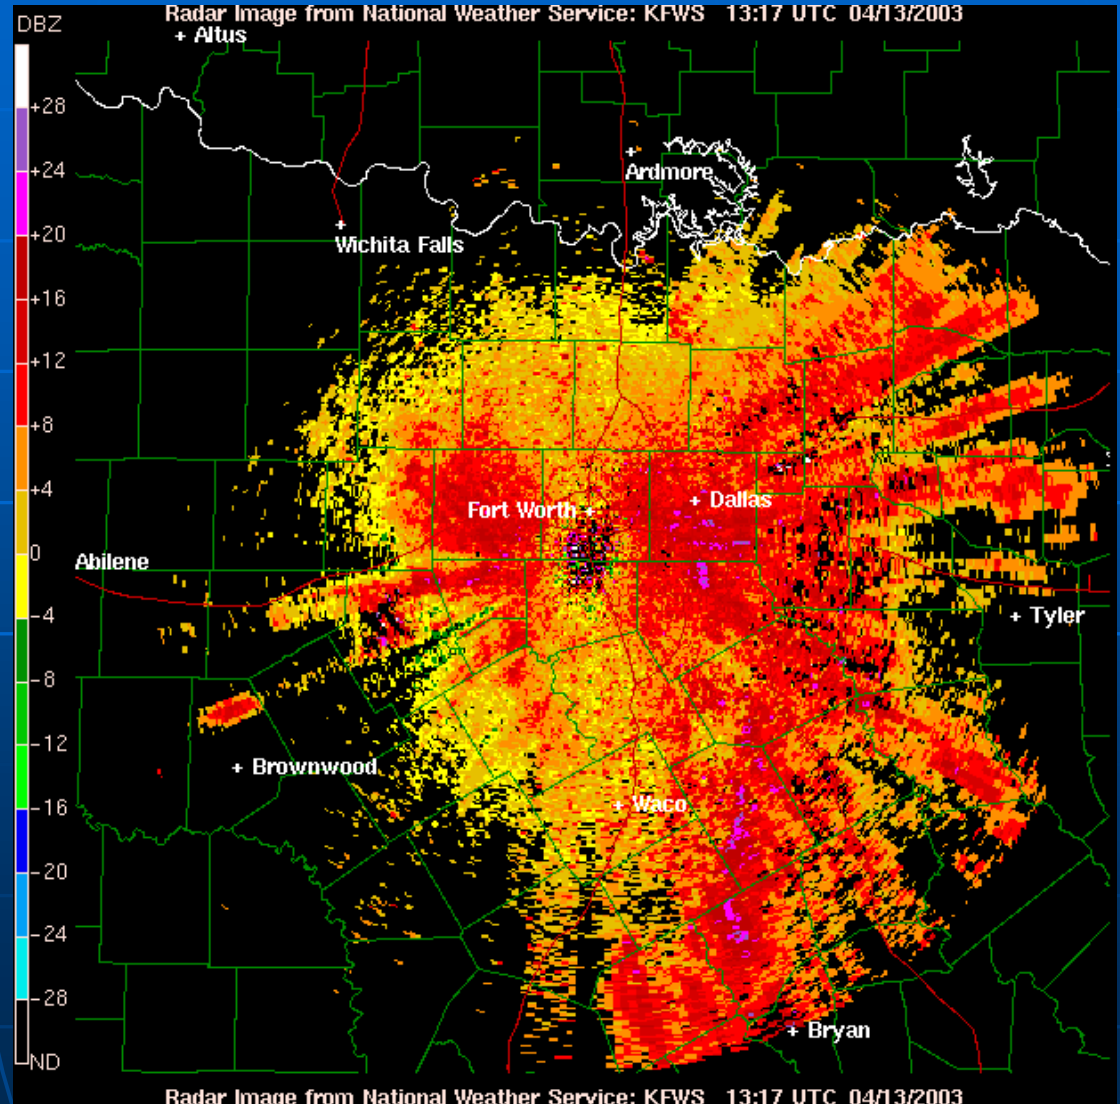 Radar Image from National Weather Service: KFWS 13:17 UTC 04/13/2003
DBZ
+ Altus
+28
+24
Ardmore
+20
Wichita Falls
+16
+12
+8
+4
Dallas
Fort Worth
0
Abilene
-4
Tyler
-8
-12
Brownwood
-16
Waco
-20
-24
-28
Bryan
ND
Radar Image from National Weather Service: KFWS 13:17 UTC 04/13/2003